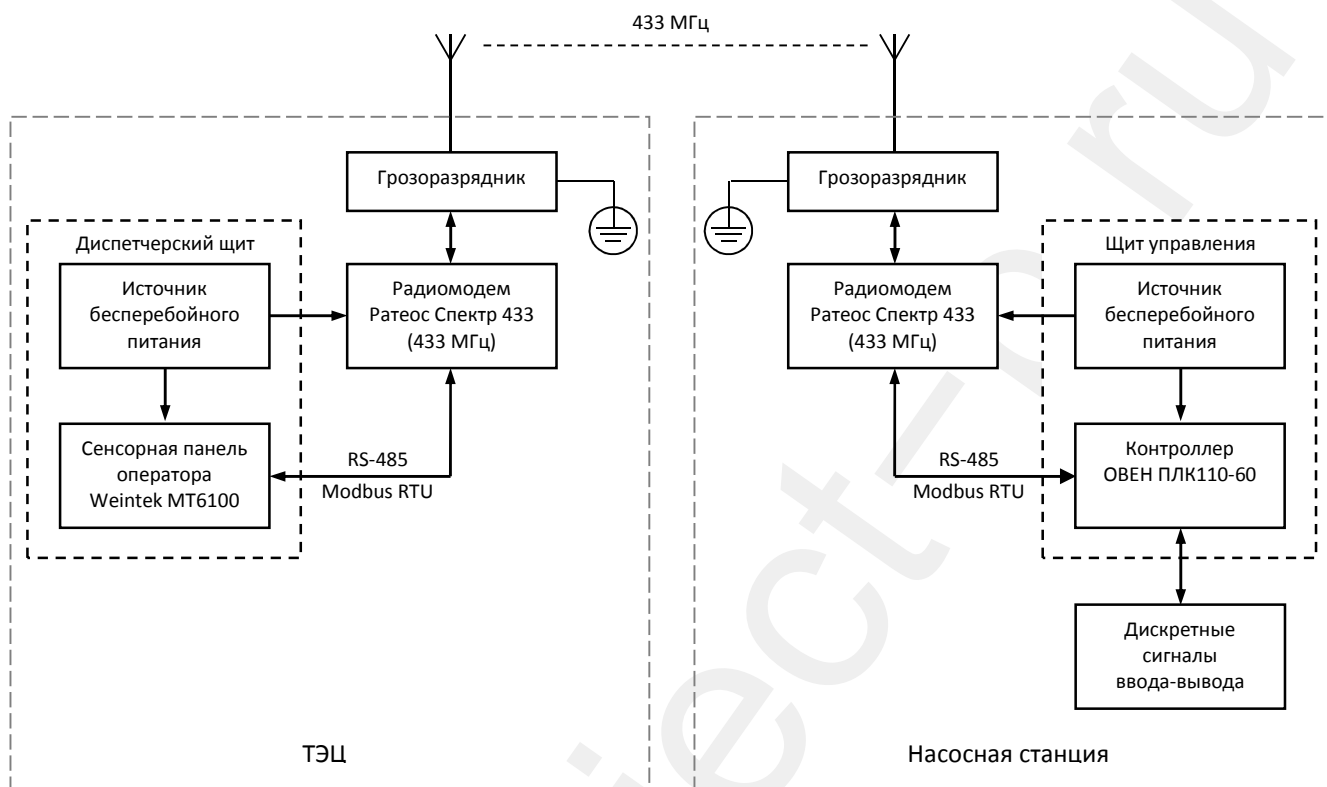 433 МГц
Грозоразрядник
Грозоразрядник
Диспетчерский щит
Источник
бесперебойного
питания
Радиомодем
Ратеос Спектр 433
(433 МГц)
Сенсорная панель
оператора
Weintek MT6100
RS-485
Modbus RTU
ТЭЦ
Радиомодем
Ратеос Спектр 433
(433 МГц)
Щит управления
Источник
бесперебойного
питания
RS-485
Modbus RTU
Контроллер
ОВЕН ПЛК110-60
Дискретные
сигналы
ввода-вывода
Насосная станция